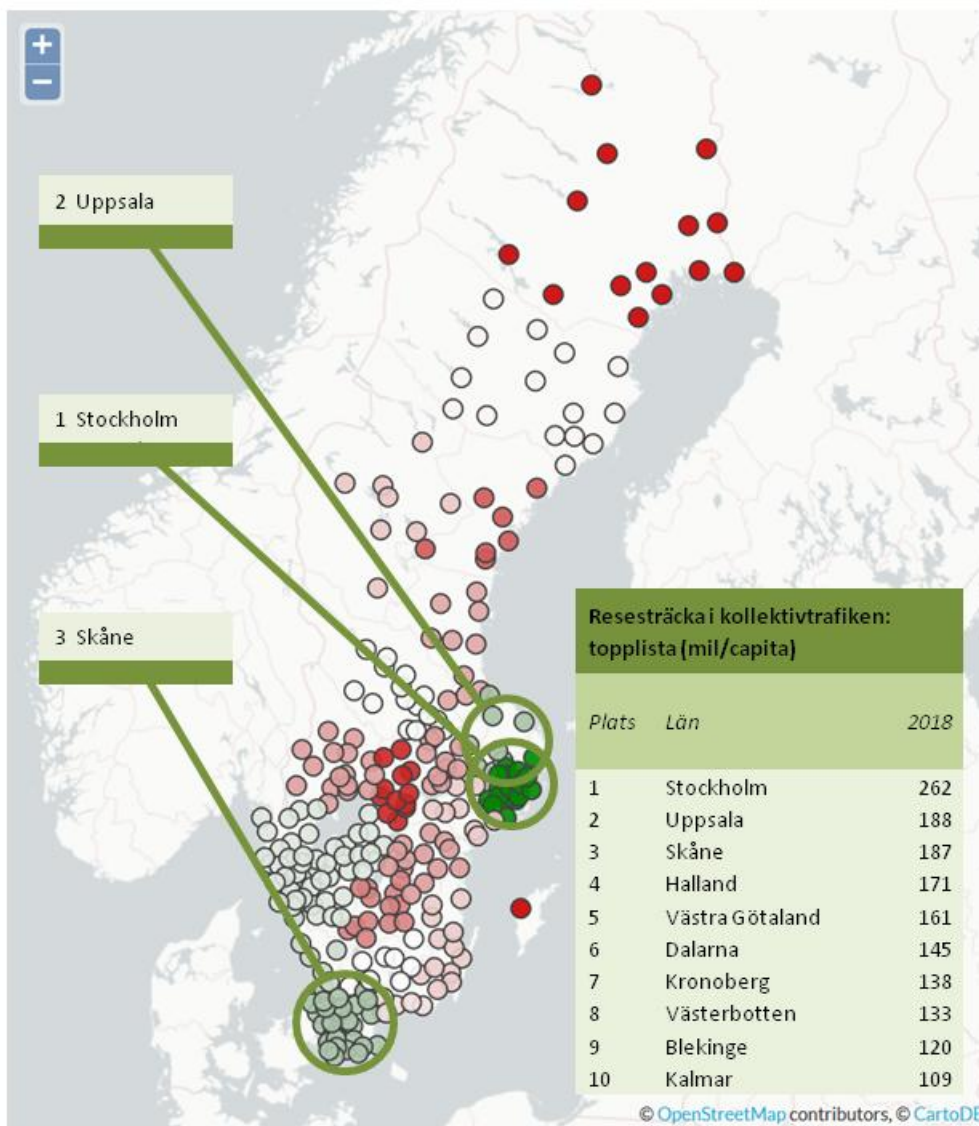 +
−
2 Uppsala
1 Stockholm
3 Skåne
Resesträcka i kollektivtrafiken:
topplista (mil/capita)
Plats Län 2018
1 Stockholm 262
2 Uppsala 188
3 Skåne 187
4 Halland 171
5 Västra Götaland 161
6 Dalarna 145
7 Kronoberg 138
8 Västerbotten 133
9 Blekinge 120
10 Kalmar 109
© OpenStreetMap contributors, © CartoDB